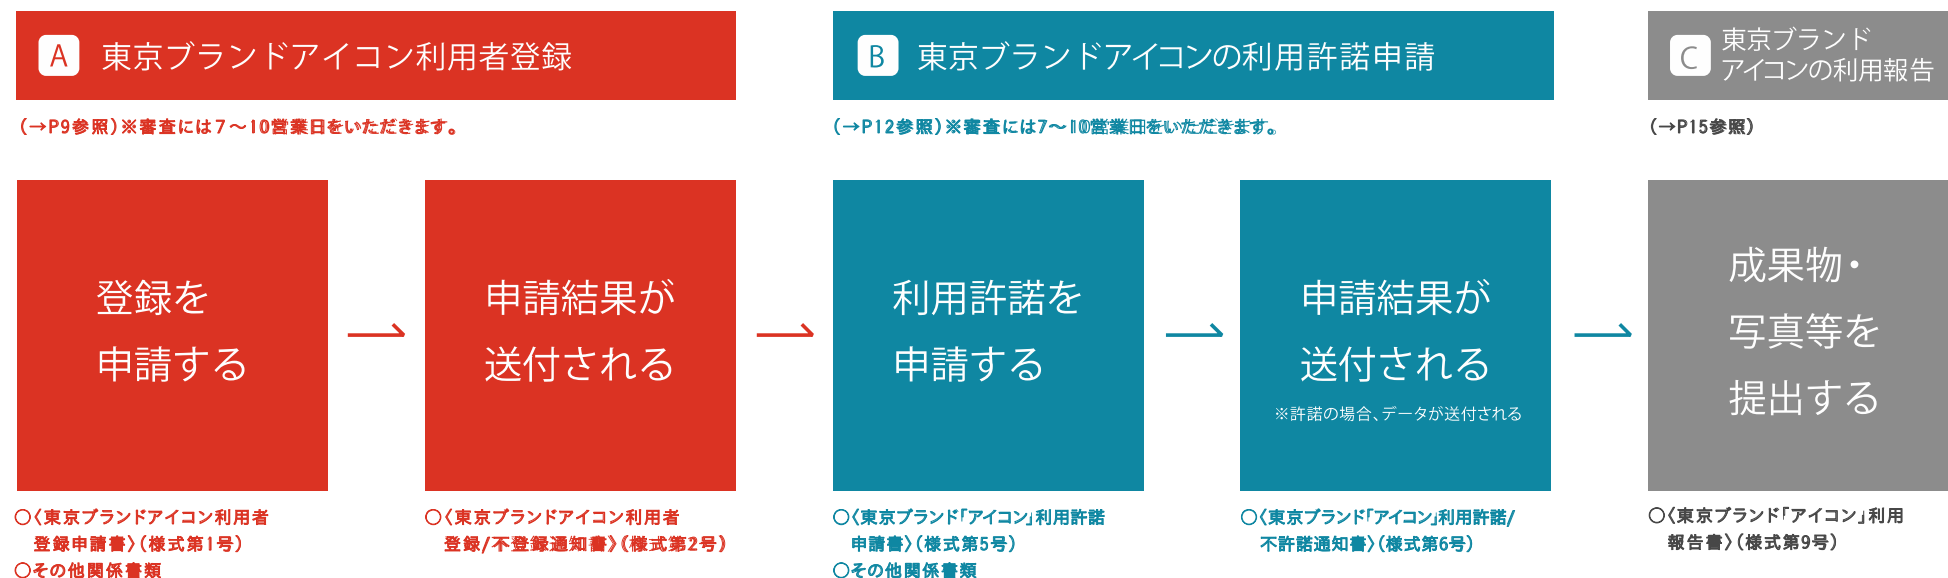 A 東京ブランドアイコン利用者登録
(→P9参照)※審査には7〜10営業日をいただきます。
登録を
申請する
→
申請結果が
送付される
○〈東京ブランドアイコン利用者
登録申請書〉(様式第1号)
○その他関係書類
○〈東京ブランドアイコン利用者
登録/不登録通知書》(様式第2号)
→
B 東京ブランドアイコンの利用許諾申請
(→P12参照)※審査には7〜10営業日をいただきます。
利用許諾を
申請する
→
申請結果が
送付される
※許諾の場合、データが送付される
○〈東京ブランド「アイコン」利用許諾
申請書〉(様式第5号)
○その他関係書類
○〈東京ブランド「アイコン」利用許諾/
不許諾通知書〉(様式第6号)
→
C 東京ブランド
アイコンの利用報告
(→P15参照)
成果物・
写真等を
提出する
○〈東京ブランド「アイコン」利用
報告書〉(様式第9号)